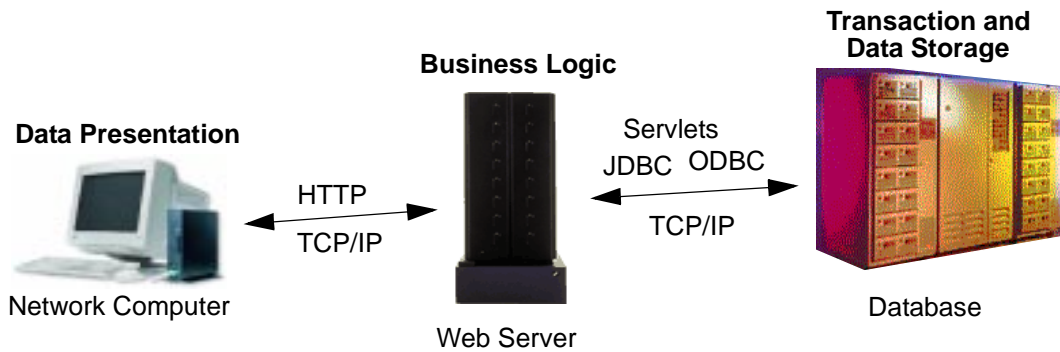 Transaction and
Data Storage
Business Logic
Data Presentation
Servlets
JDBC ODBC
HTTP
TCP/IP
TCP/IP
Network Computer
Web Server
Database